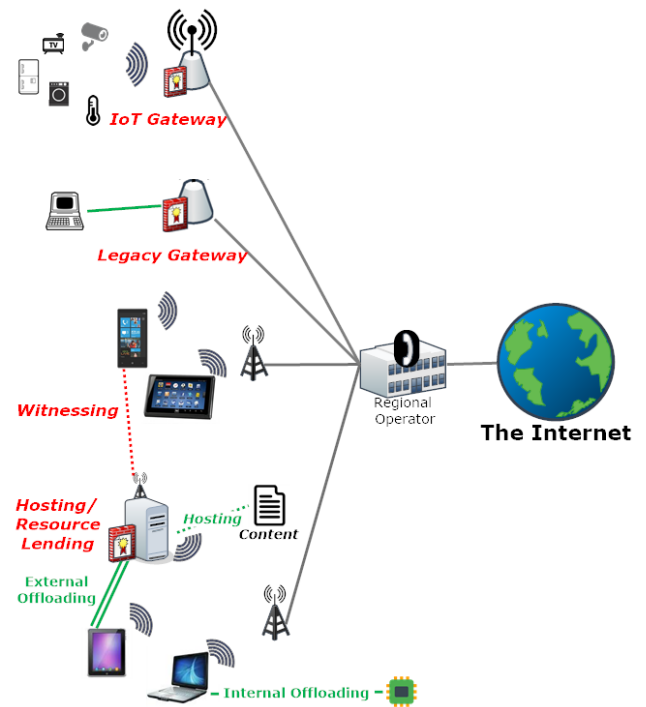 TV
IoT Gateway
Legacy Gateway
Witnessing
Regional
Operator
The Internet
Hosting/
Resource
Lending
Hosting
Content
External
Offloading
Internal Offloading